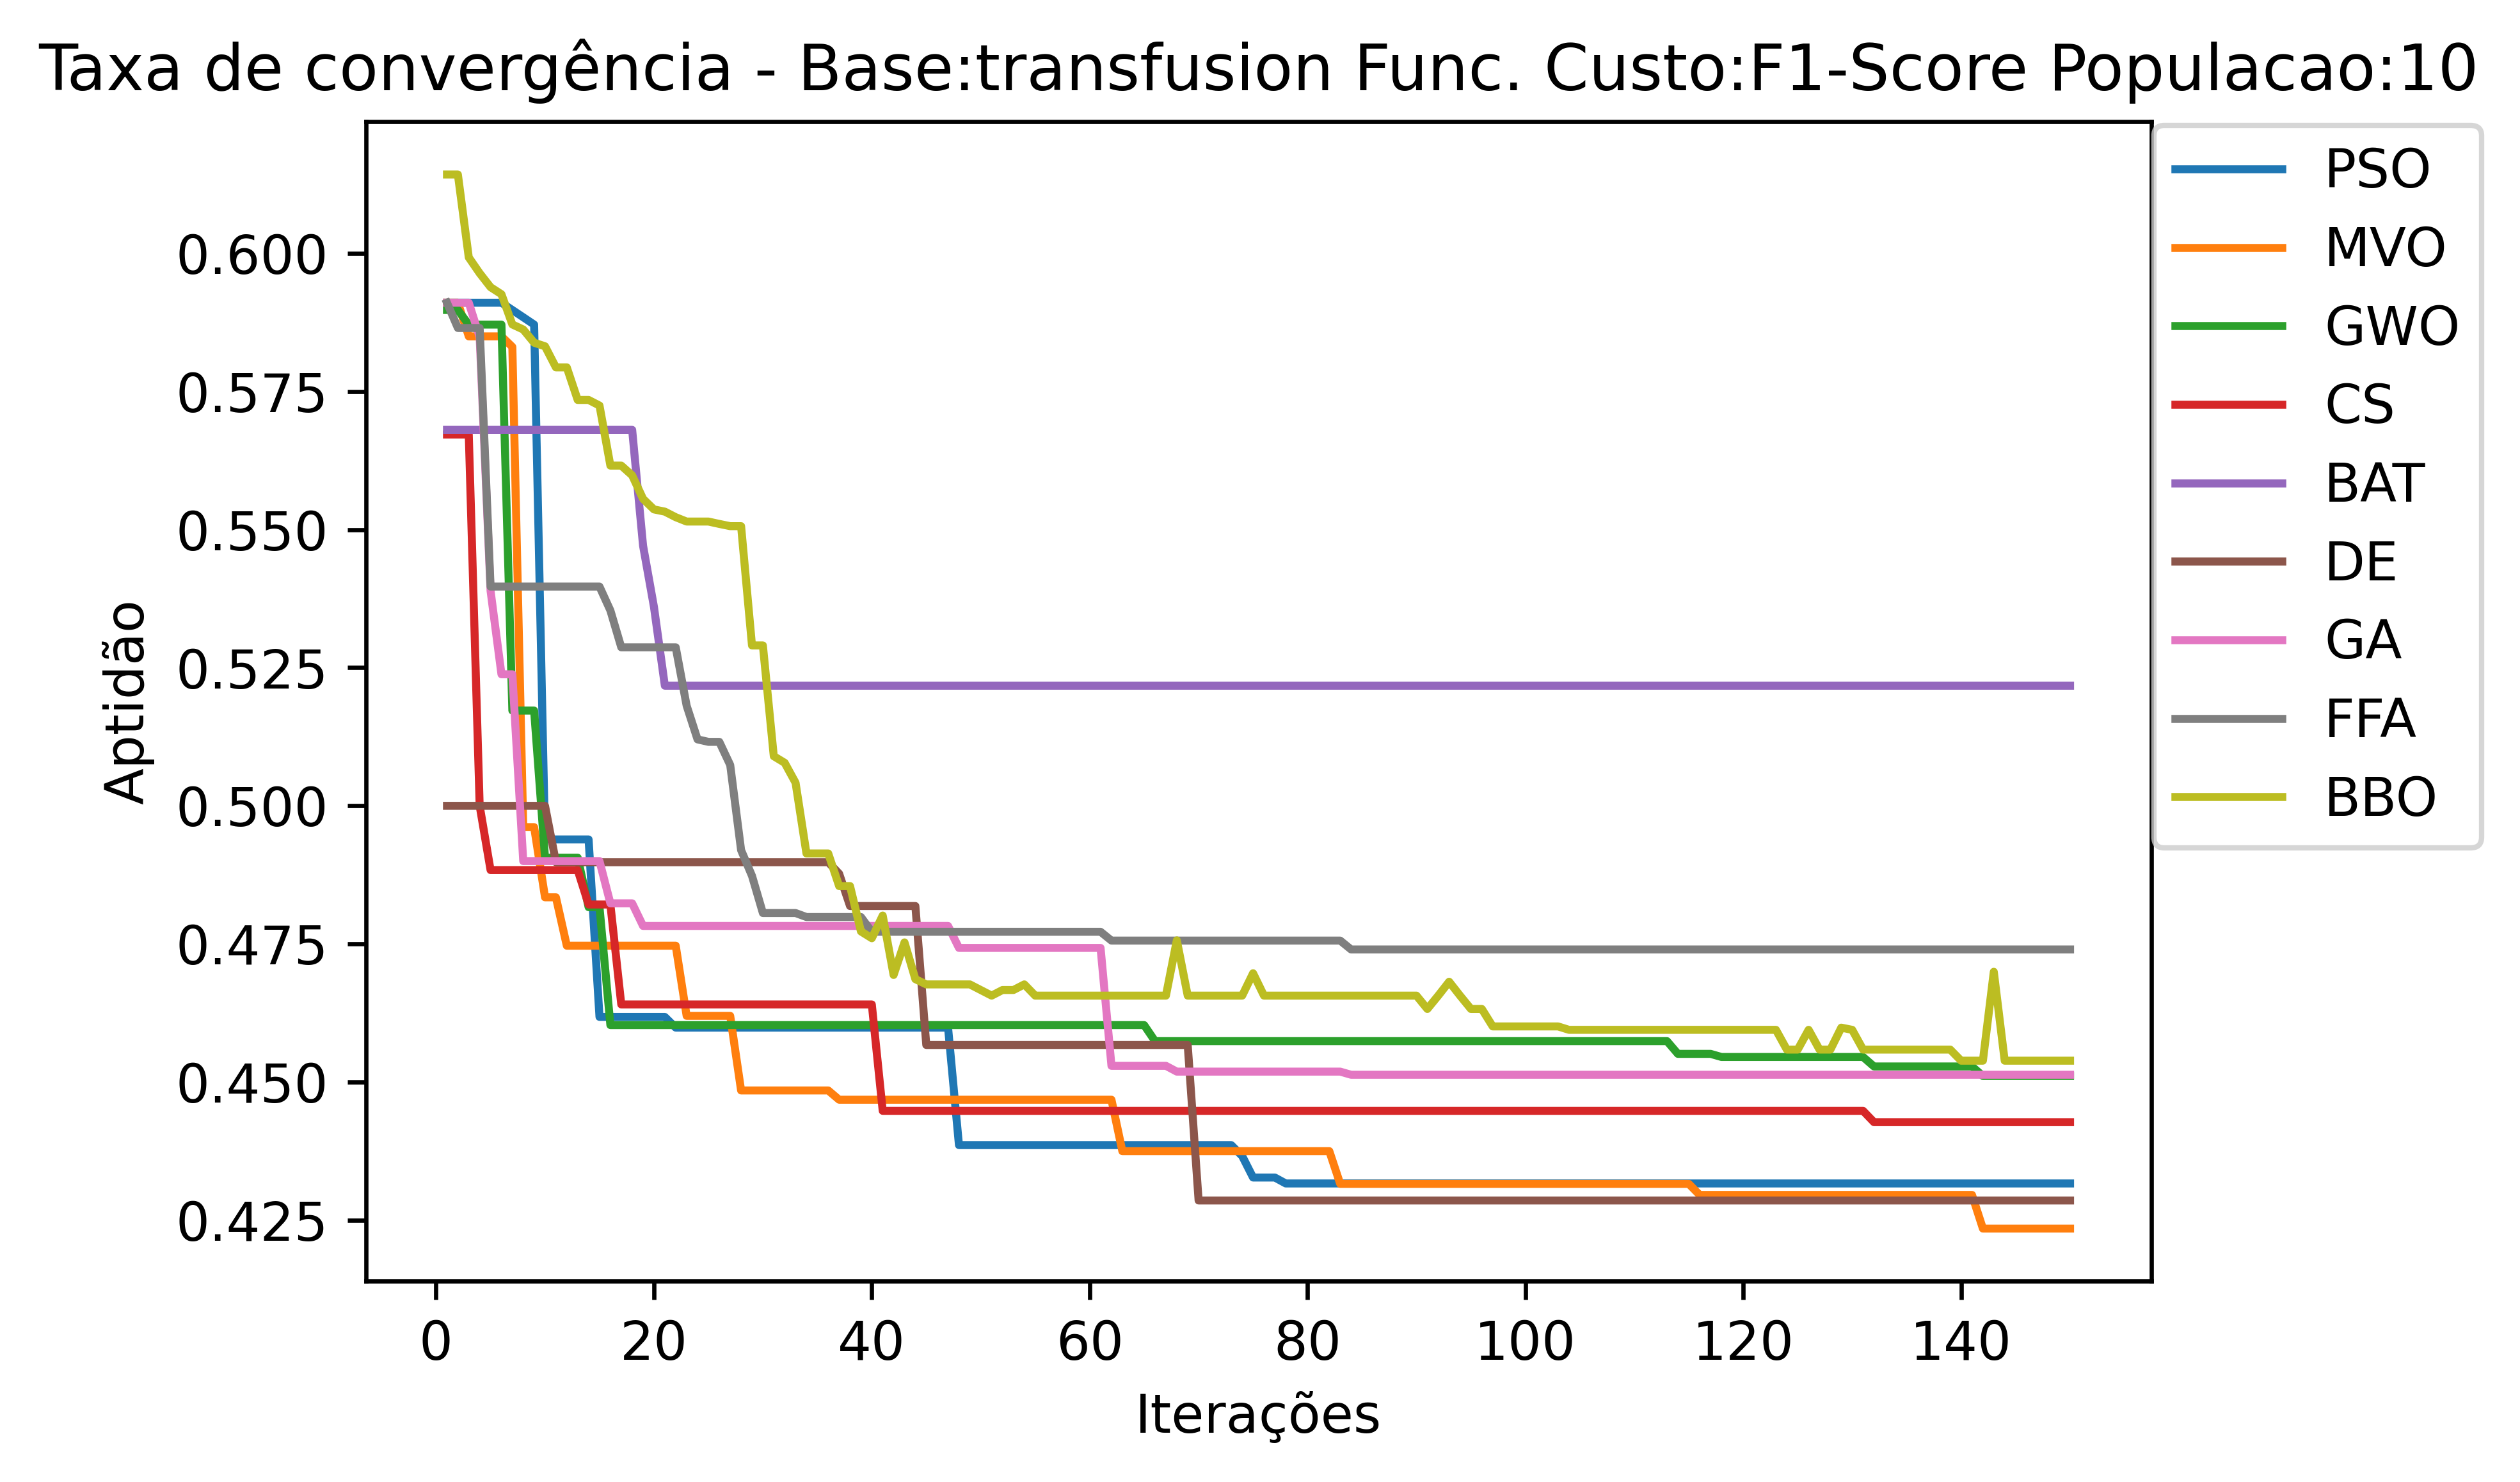 Taxa de convergência - Base:transfusion Func. Custo:F1-Score Populacao:10
PSO
MVO
GWO
CS
BAT
DE
GA
FFA
BBO
0.600
0.575
0.550
0.525
0.500
0.475
0.450
0.425
Aptidão
0 20 40 60 80 100 120 140
Iterações